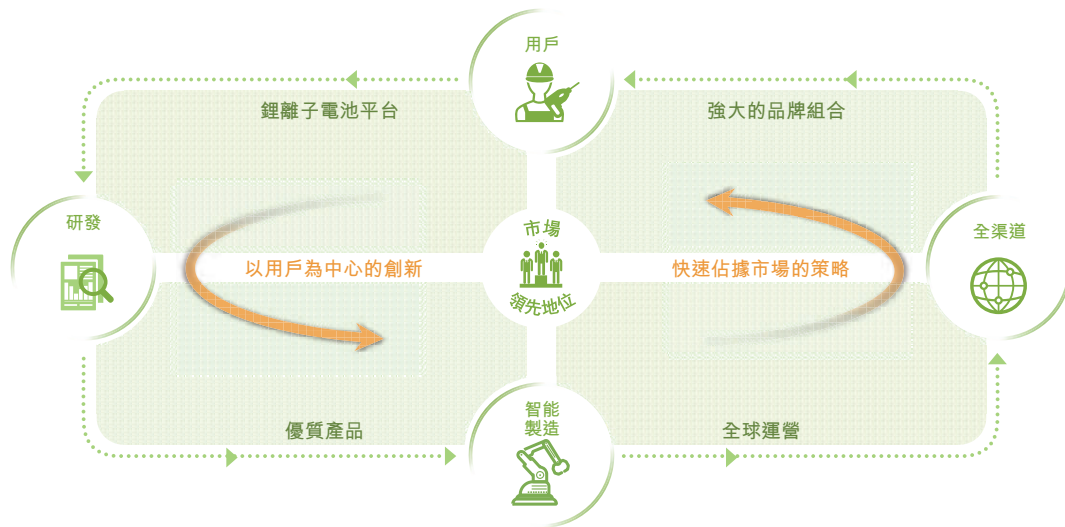 用戶
鋰離子電池平台
強大的品牌組合
研發
市場
領先地位
全渠道
以用戶為中心的創新
快速佔據市場的策略
智能
製造
優質產品
全球運營